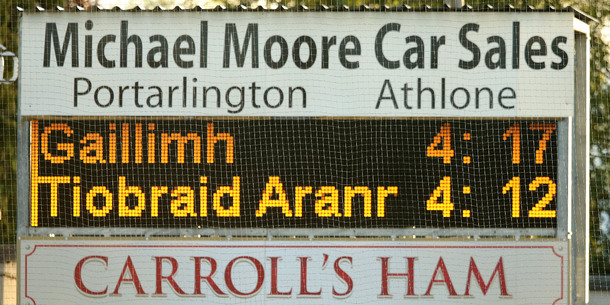 Michael Moore Car Sales
Portarlington Athlone
Gaillimh 4: 17
Tiobraid Aranr 4: 12
CARROLL'S HAM